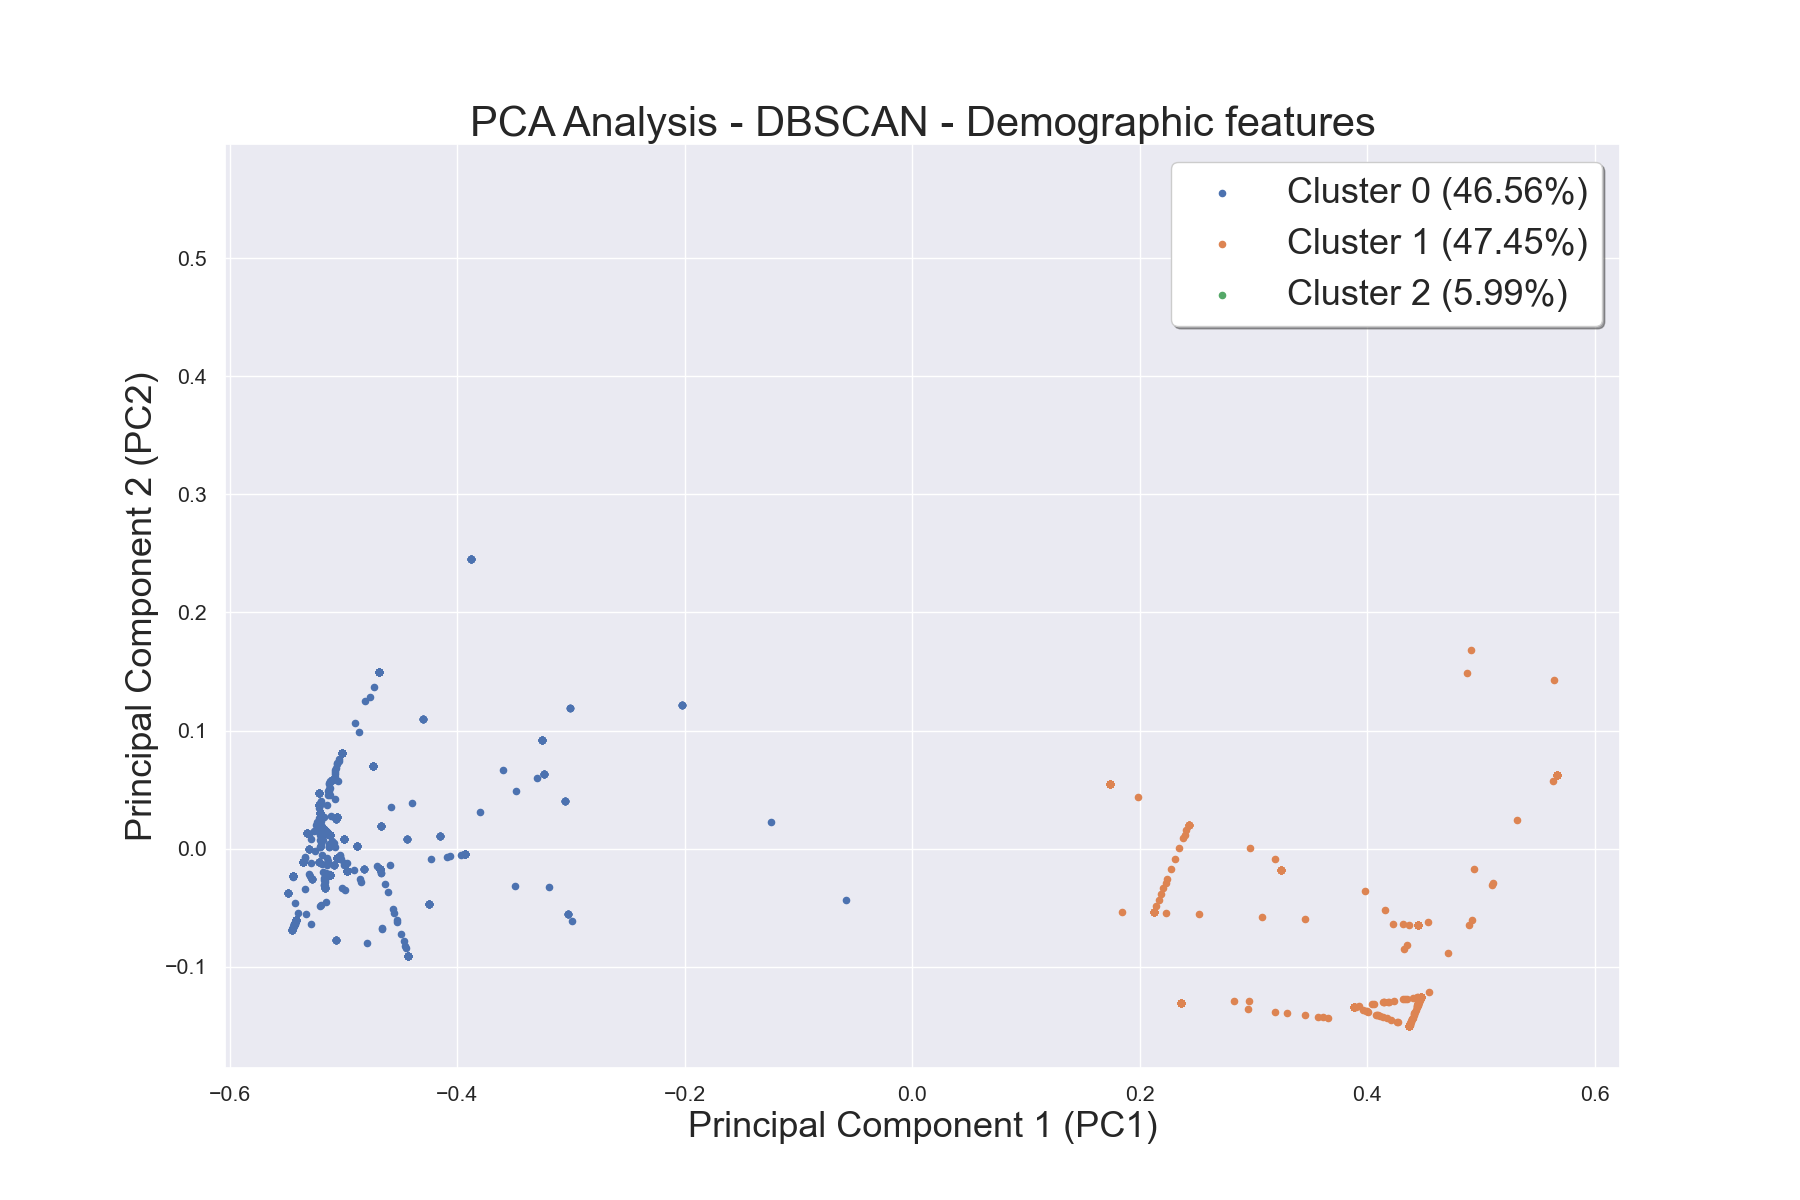 PCA Analysis - DBSCAN - Demographic features
Cluster 0 (46.56%)
Cluster 1 (47.45%)
Cluster 2 (5.99%)
Principal Component 2 (PC2)
0.5
0.4
0.3
0.2
0.1
0.0
−0.1
−0.6
−0.4
−0.2
0.0
0.2
0.4
0.6
Principal Component 1 (PC1)